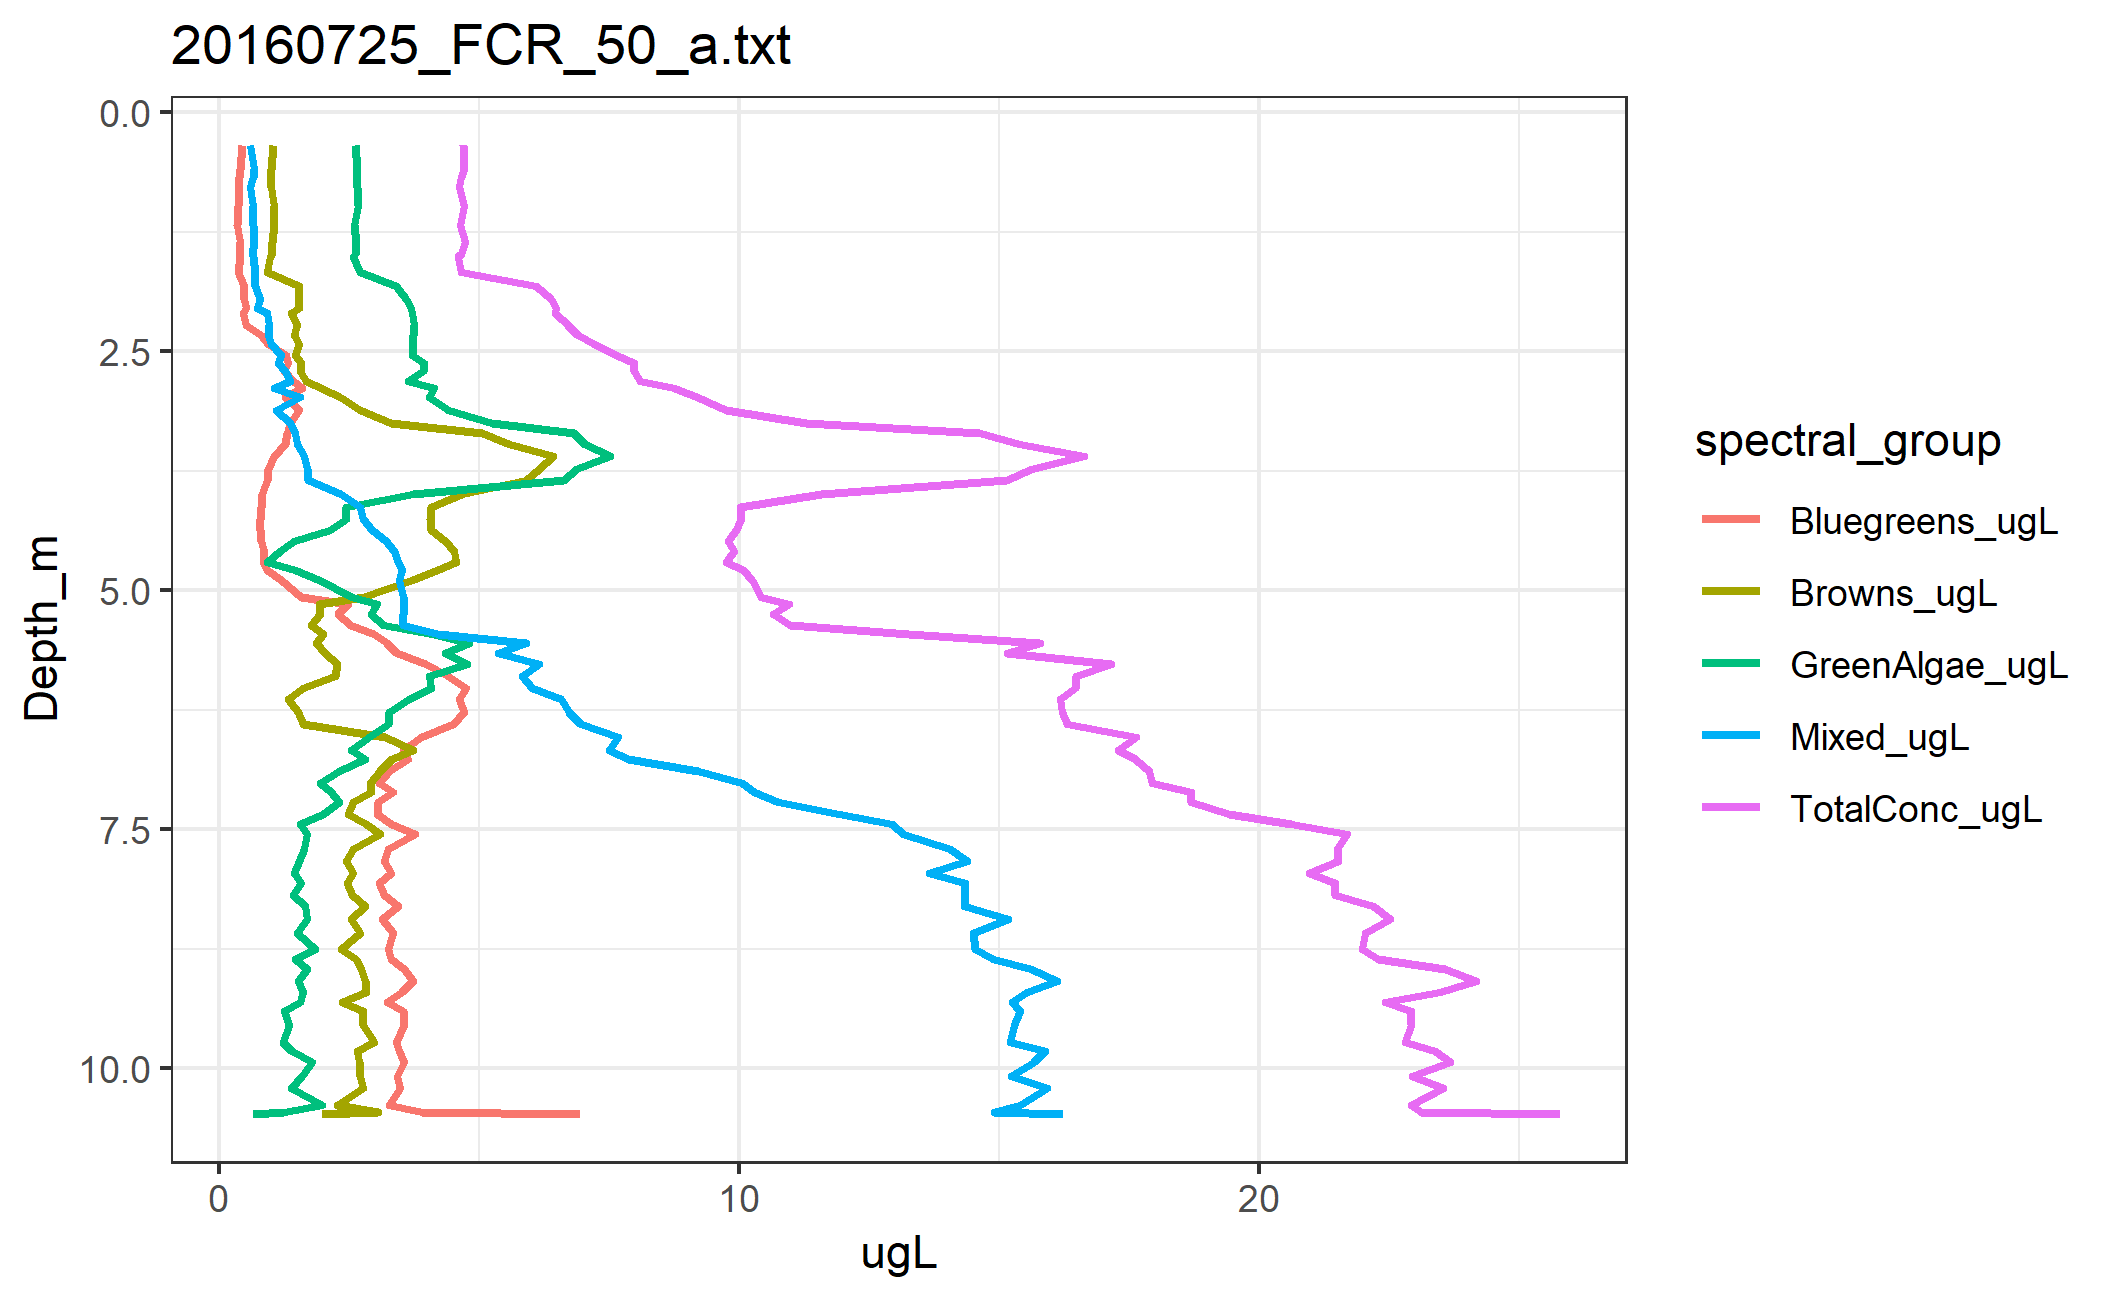 20160725_FCR_50_a.txt
0.0
2.5
5.0
7.5
10.0
Depth_m
0
10
20
ugL
spectral_group
Bluegreens_ugL
Browns_ugL
GreenAlgae_ugL
Mixed_ugL
TotalConc_ugL